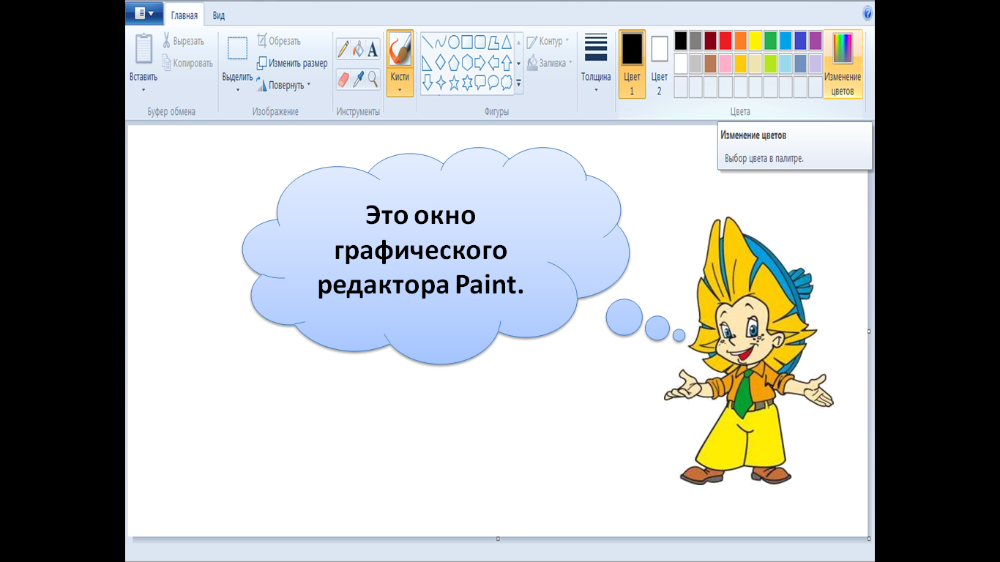 Главная Вид
Вставить
Вырезать
Копировать
Буфер обмена
Выделить
Обрезать
Изменить размер
Повернуть
Изображение
A
Инструменты
Кисти
Контур
Заливка
Фигуры
Толщина
Цвет
1
Цвет
2
Изменение
цветов
Цвета
Изменение цветов
Выбор цвета в палитре.
Это окно
графического
редактора Paint.